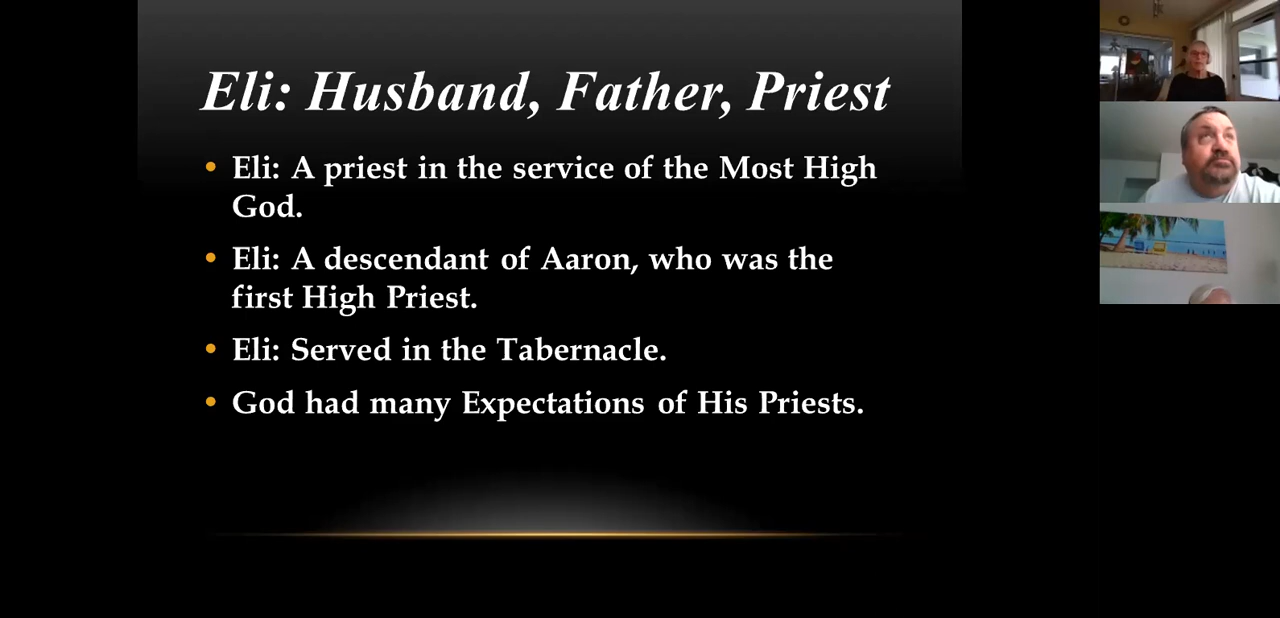 Eli: Husband, Father, Priest
• Eli: A priest in the service of the Most High
God.
• Eli: A descendant of Aaron, who was the
first High Priest.
• Eli: Served in the Tabernacle.
• God had many Expectations of His Priests.